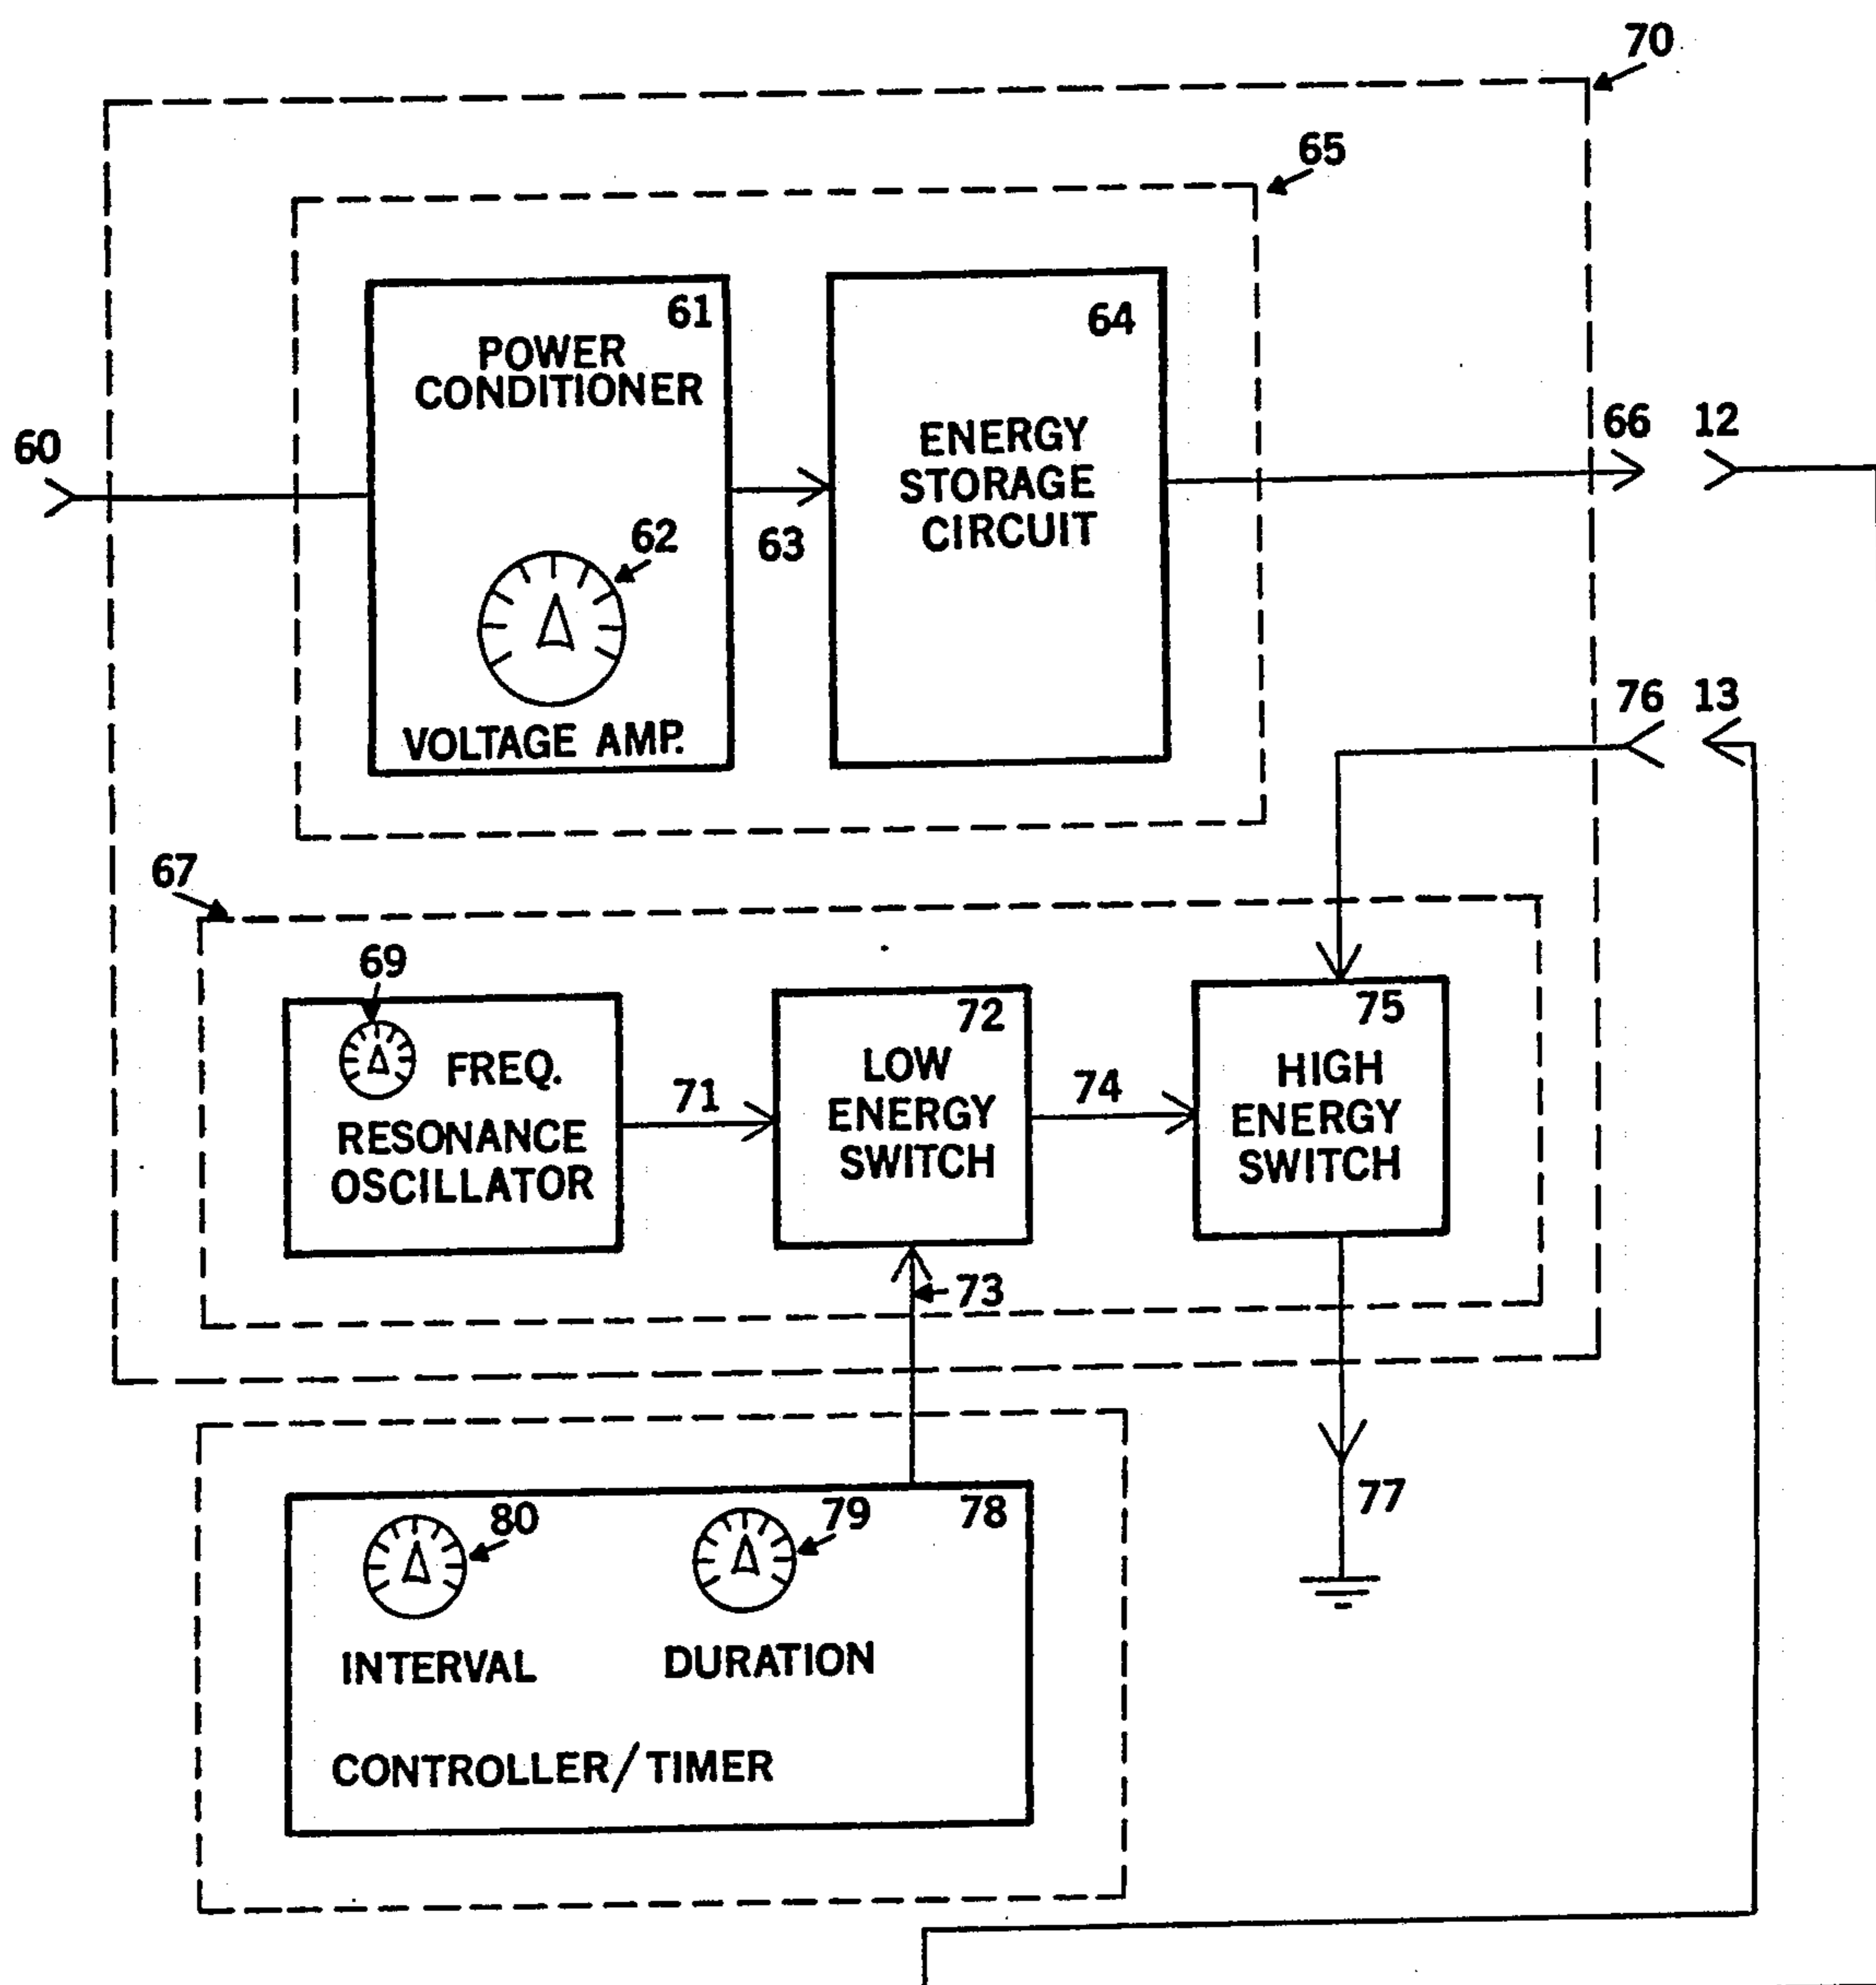 70
65
61
POWER
CONDITIONER
62
VOLTAGE AMP.
63
64
ENERGY
STORAGE
CIRCUIT
60
66
12
76
13
67
69
FREQ.
RESONANCE
OSCILLATOR
71
72
LOW
ENERGY
SWITCH
74
75
HIGH
ENERGY
SWITCH
73
77
80
79
78
INTERVAL
DURATION
CONTROLLER/TIMER